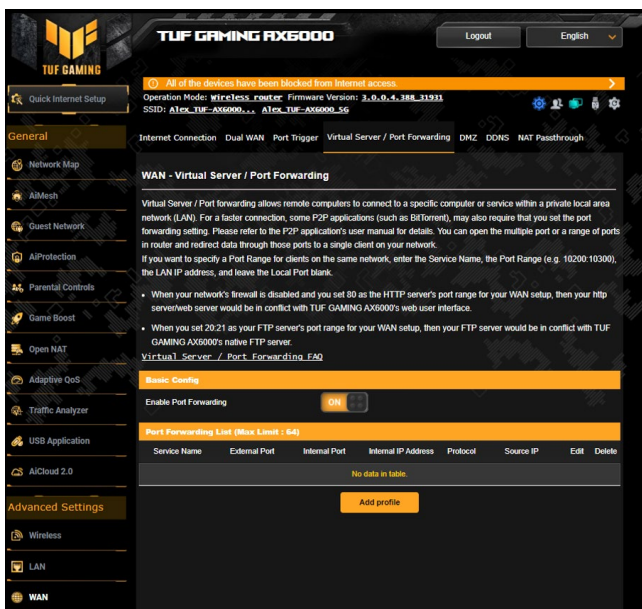 TUF GAMING AX6000
Logout
English
TUF GAMING
All of the devices have been blocked from Internet access.
Quick Internet Setup
Operation Mode: Wireless router Firmware Version: 3.0.0.4.388_31931
SSID: Alex_TUF-AX6000... Alex_TUF-AX6000_5G
General
Internet Connection Dual WAN Port Trigger Virtual Server / Port Forwarding DMZ DDNS NAT Passthrough
Network Map
AiMesh
Guest Network
AiProtection
Parental Controls
Game Boost
Open NAT
Adaptive QoS
Traffic Analyzer
USB Application
AiCloud 2.0
Advanced Settings
Wireless
LAN
WAN
WAN - Virtual Server / Port Forwarding
Virtual Server / Port forwarding allows remote computers to connect to a specific computer or service within a private local area
network (LAN). For a faster connection, some P2P applications (such as BitTorrent), may also require that you set the port
forwarding setting. Please refer to the P2P application's user manual for details. You can open the multiple port or a range of ports
in router and redirect data through those ports to a single client on your network.
If you want to specify a Port Range for clients on the same network, enter the Service Name, the Port Range (e.g. 10200:10300),
the LAN IP address, and leave the Local Port blank.
• When your network's firewall is disabled and you set 80 as the HTTP server's port range for your WAN setup, then your http
server/web server would be in conflict with TUF GAMING AX6000's web user interface.
• When you set 20:21 as your FTP server's port range for your WAN setup, then your FTP server would be in conflict with TUF
GAMING AX6000's native FTP server.
Virtual Server / Port Forwarding FAQ
Basic Config
Enable Port Forwarding ON
Port Forwarding List (Max Limit : 64)
Service Name External Port Internal Port Internal IP Address Protocol Source IP Edit Delete
No data in table.
Add profile